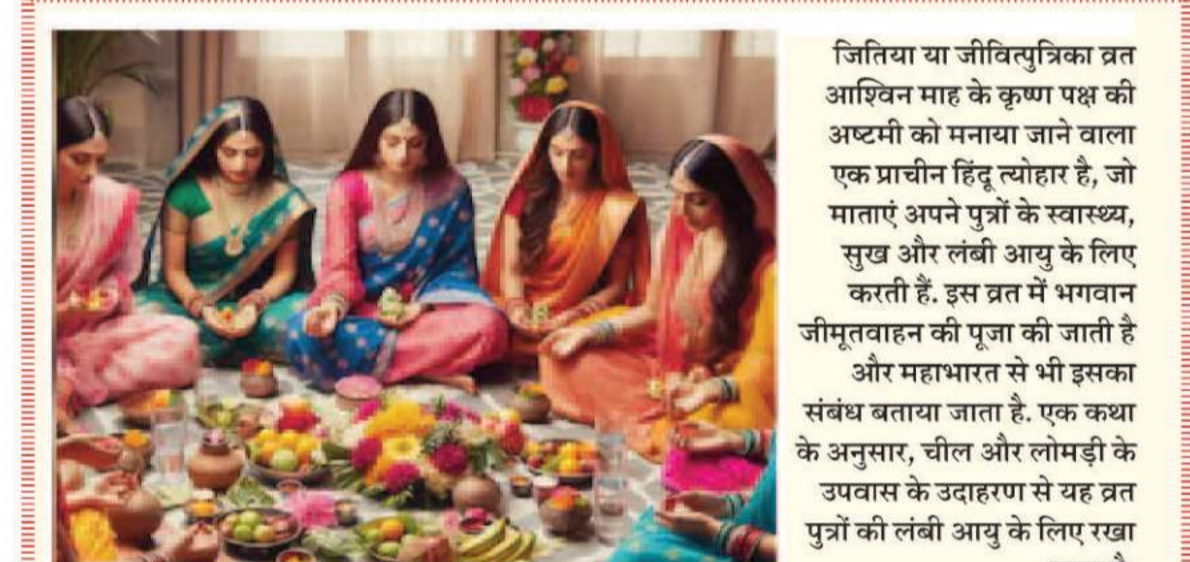 जितिया या जीवित्पुत्रिका व्रत
आश्विन माह के कृष्ण पक्ष की
अष्टमी को मनाया जाने वाला
एक प्राचीन हिंदू त्योहार है, जो
माताएं अपने पुत्रों के स्वास्थ्य,
सुख और लंबी आयु के लिए
करती हैं. इस व्रत में भगवान
जीमूतवाहन की पूजा की जाती है
और महाभारत से भी इसका
संबंध बताया जाता है. एक कथा
के अनुसार, चील और लोमड़ी के
उपवास के उदाहरण से यह व्रत
पुत्रों की लंबी आयु के लिए रखा